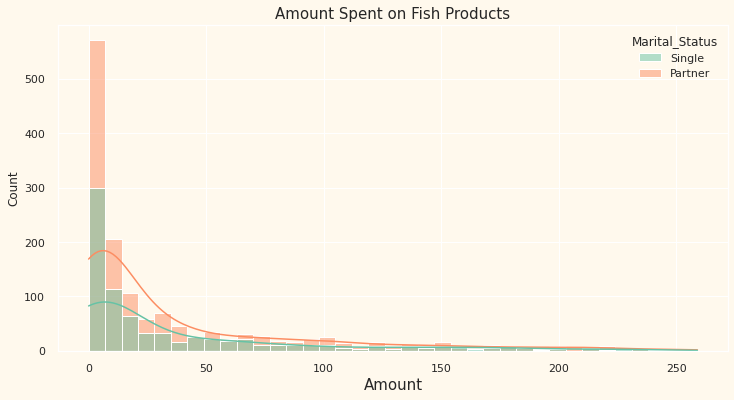 Amount Spent on Fish Products
Marital_Status
Single
Partner
500
400
300
200
100
0
Count
0 50 100 150 200 250
Amount